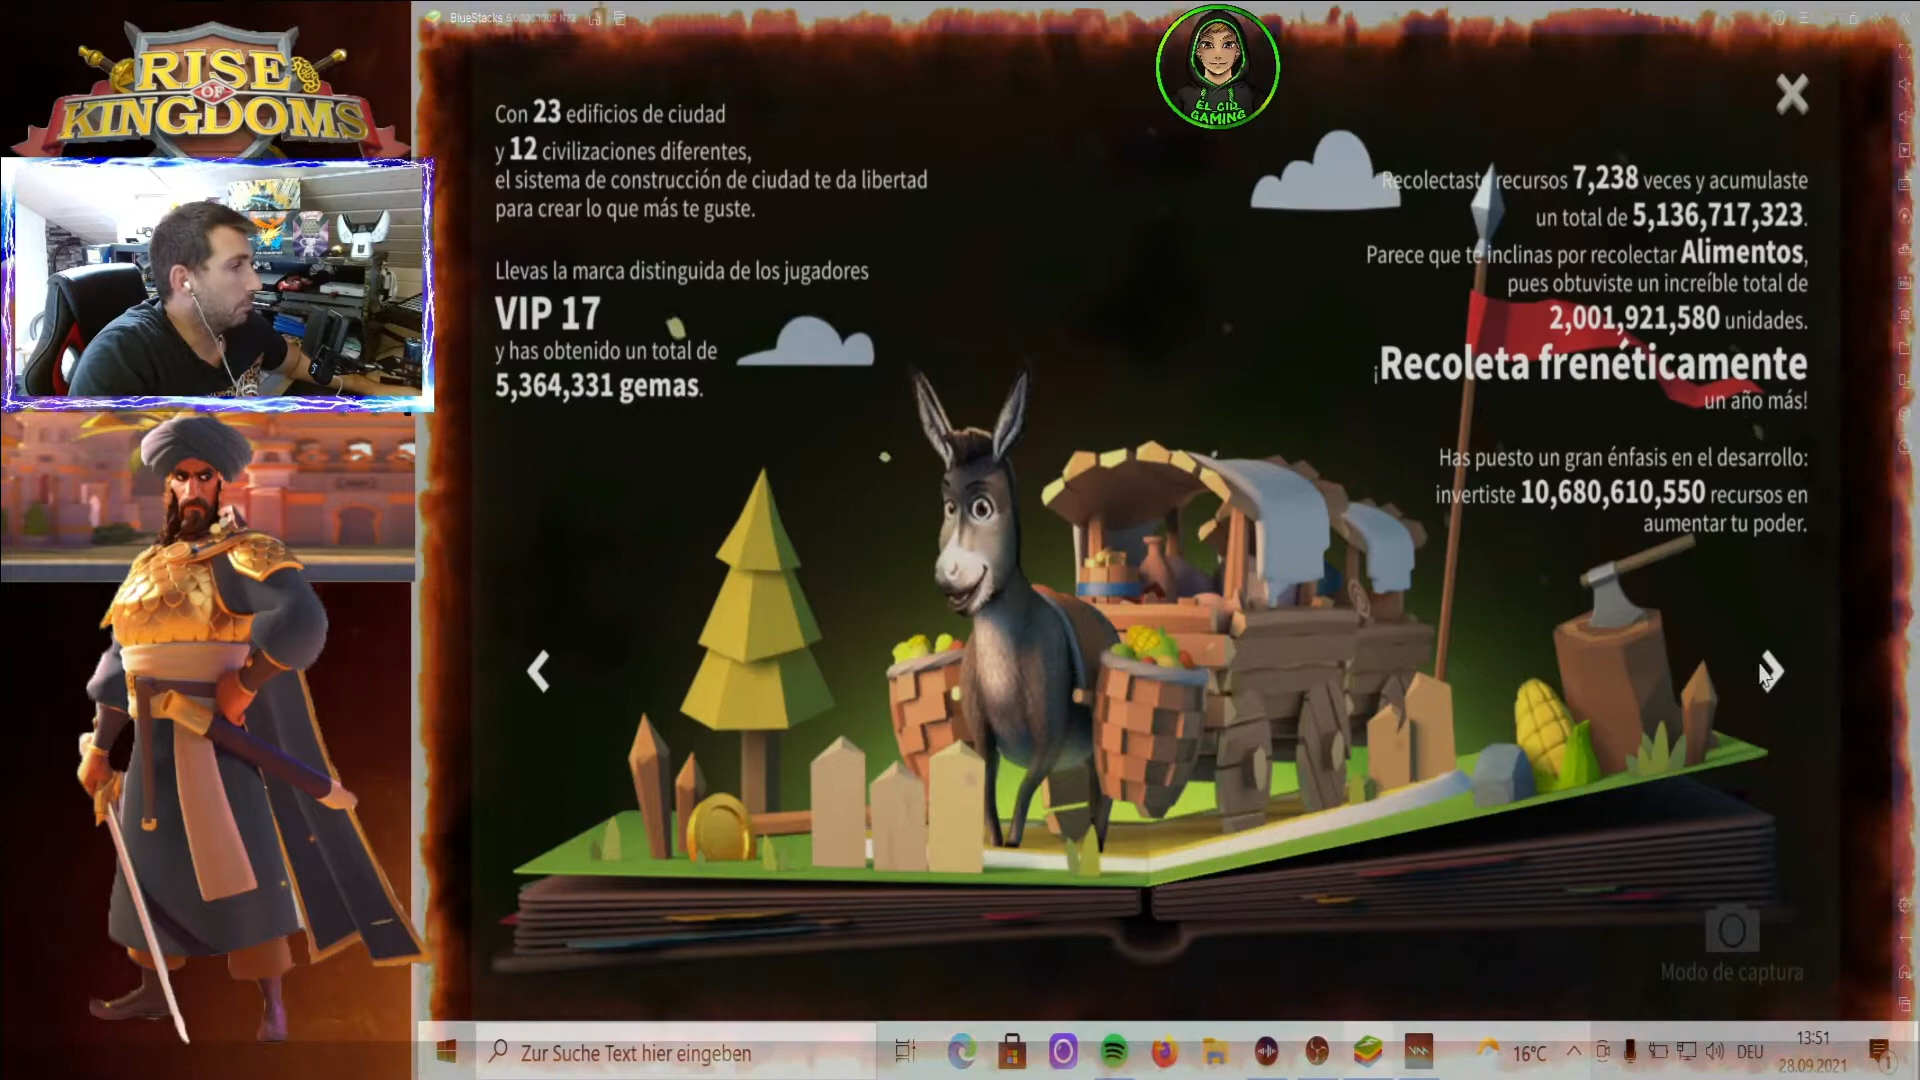 BlueStacks
RISE
OF
KINGDOMS
EL CID
GAMING
Con 23 edificios de ciudad
y 12 civilizaciones diferentes,
el sistema de construcción de ciudad te da libertad
para crear lo que más te guste.
Llevas la marca distinguida de los jugadores
VIP 17
y has obtenido un total de
5,364,331 gemas.
Recolectaste recursos 7,238 veces y acumulaste
un total de 5,136,717,323.
Parece que te inclinas por recolectar Alimentos,
pues obtuviste un increíble total de
2,001,921,580 unidades.
¡Recoleta frenéticamente
un año más!
Has puesto un gran énfasis en el desarrollo:
invertiste 10,680,610,550 recursos en
aumentar tu poder.
Modo de captura
Zur Suche Text hier eingeben
16°C
DEU
13:51
28.09.2021
1